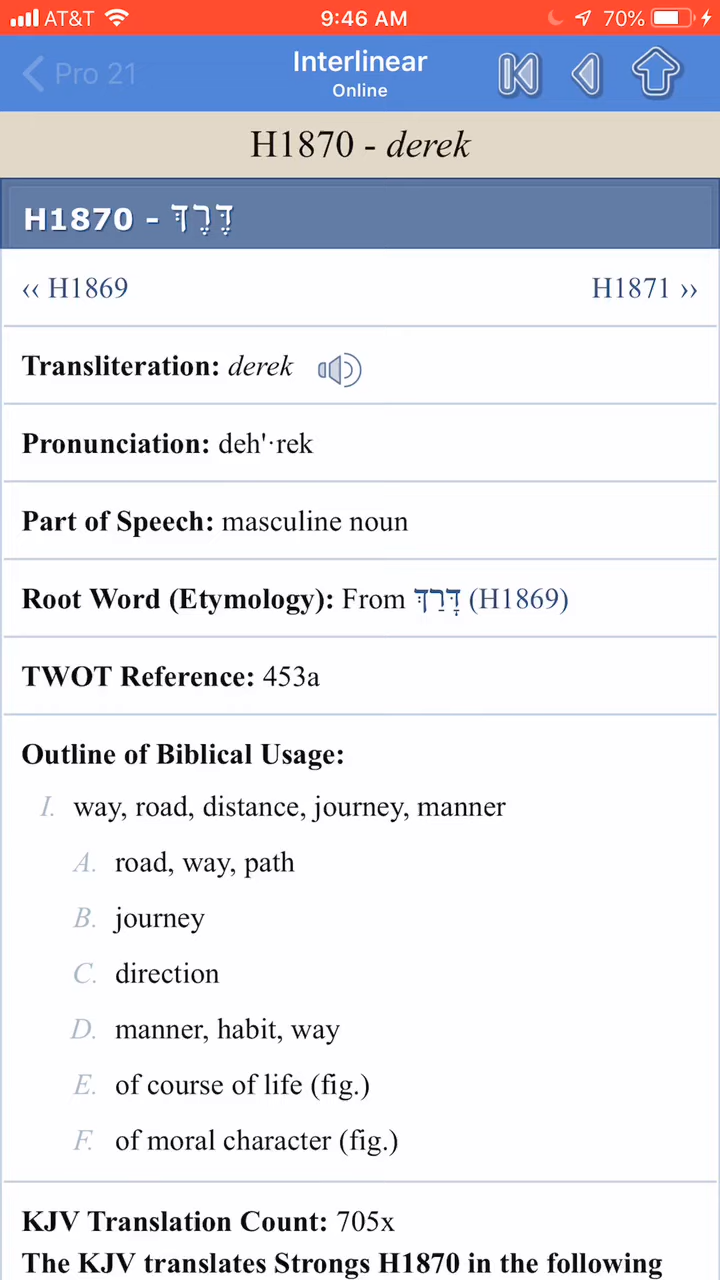 AT&T 9:46 AM 70%
Pro 21 Interlinear
Online
H1870 - derek
H1870 - דֶּרֶךְ
‹‹ H1869 H1871 ››
Transliteration: derek
Pronunciation: deh'·rek
Part of Speech: masculine noun
Root Word (Etymology): From דָּרַךְ (H1869)
TWOT Reference: 453a
Outline of Biblical Usage:
I. way, road, distance, journey, manner
A. road, way, path
B. journey
C. direction
D. manner, habit, way
E. of course of life (fig.)
F. of moral character (fig.)
KJV Translation Count: 705x
The KJV translates Strongs H1870 in the following